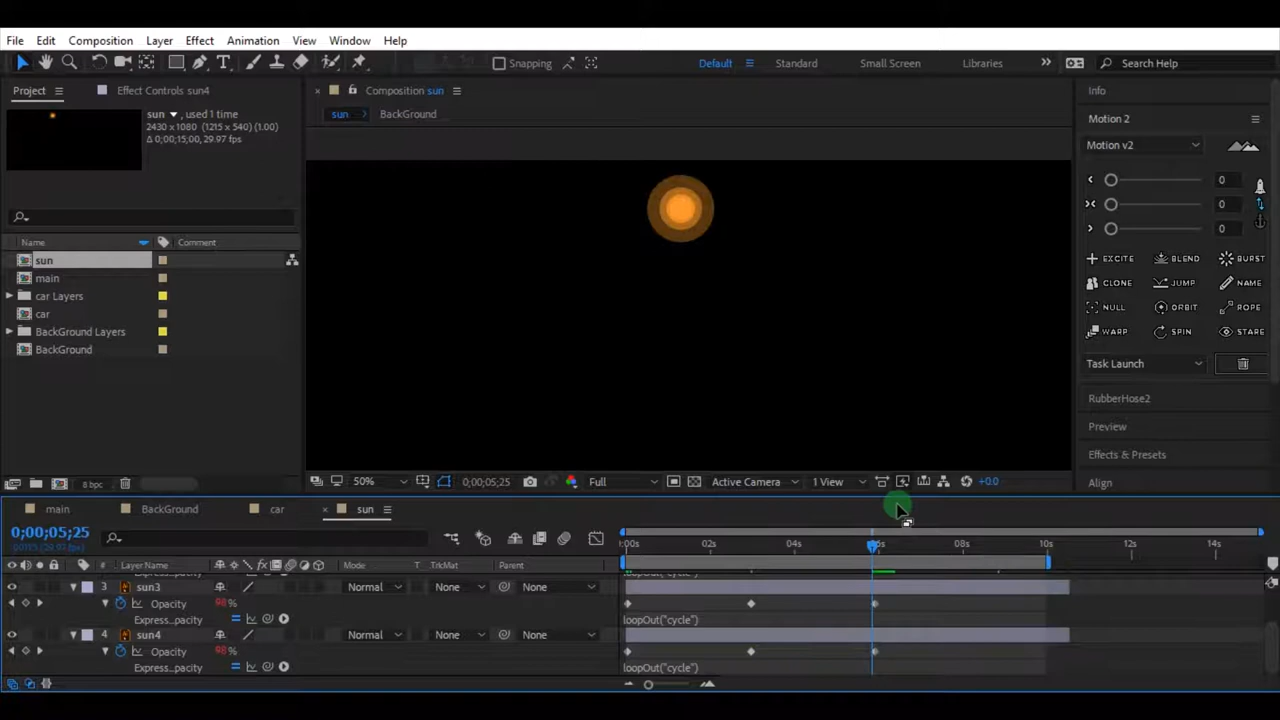 File Edit Composition Layer Effect Animation View Window Help
Snapping Default Standard Small Screen Libraries Search Help
Project Effect Controls sun4 Composition sun Info
sun , used 1 time
2430 x 1080 (1215 x 540) (1.00)
Δ 0;00;15;00, 29.97 fps
sun BackGround
Motion 2
Motion v2
0
0
0
Name Comment
sun
main
car Layers
car
BackGround Layers
BackGround
EXCITE BLEND BURST
CLONE JUMP NAME
NULL ORBIT ROPE
WARP SPIN STARE
Task Launch
RubberHose2
Preview
Effects & Presets
Align
8 bpc 50% 0;00;05;25 Full Active Camera 1 View +0.0
main BackGround car sun
0;00;05;25
00s 02s 04s 06s 08s 10s 12s 14s
# Layer Name Mode T TrkMat Parent
3 sun3 Normal None None
Opacity 98 %
Express...pacity loopOut("cycle")
4 sun4 Normal None None
Opacity 98 %
Express...pacity loopOut("cycle")